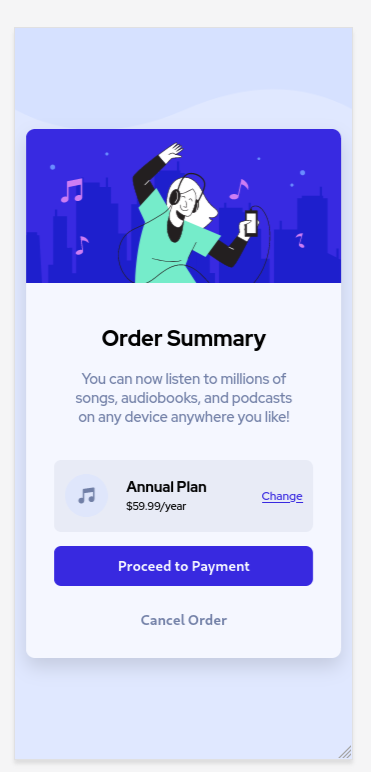 Order Summary
You can now listen to millions of
songs, audiobooks, and podcasts
on any device anywhere you like!
Annual Plan
$59.99/year
Change
Proceed to Payment
Cancel Order